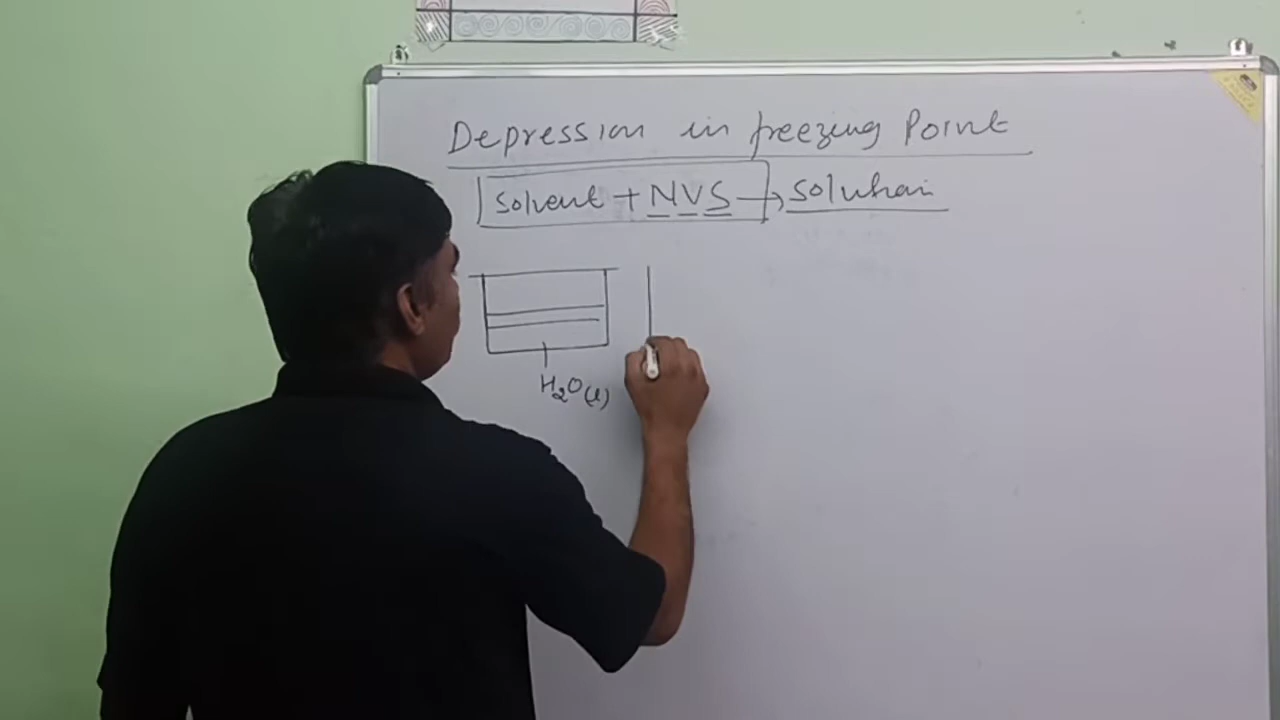 Depression in freezing Point
Solvent + NVS → Solution
H₂O(l)